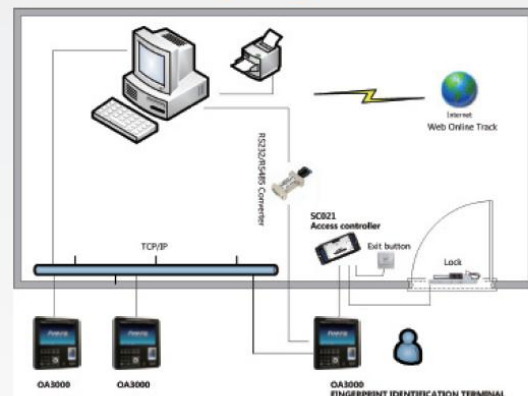 Internet
Web Online Track
RS232/RS485 Converter
SC021
Access controller
Exit button
Lock
TCP/IP
OA3000
OA3000
OA3000
FINGERPRINT IDENTIFICATION TERMINAL